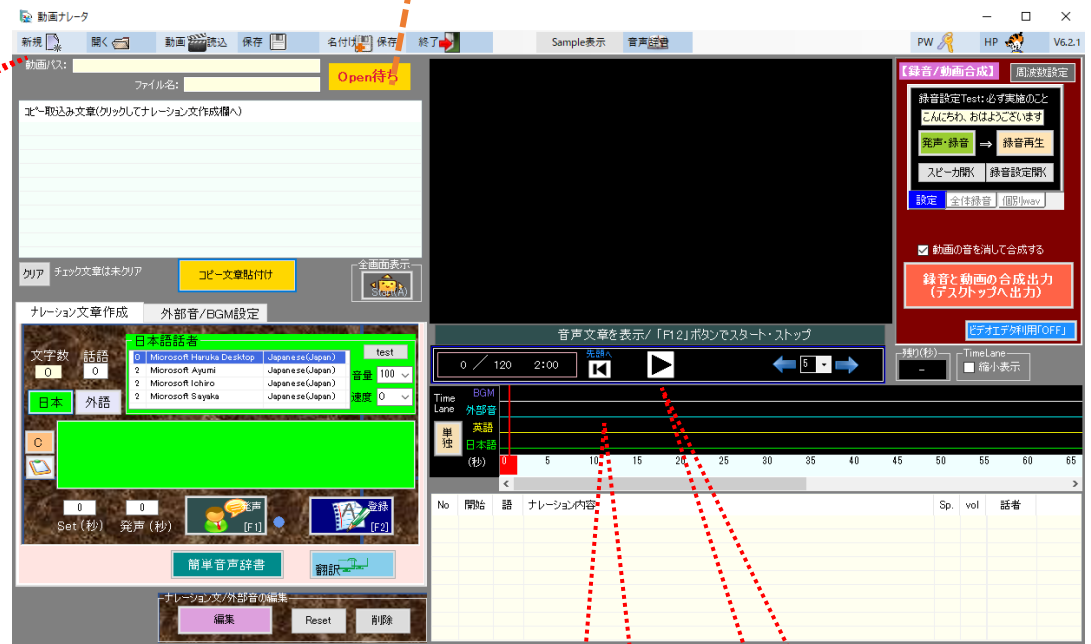 動画ナレータ
新規 開く 動画 読込 保存 名付け 保存 終了 Sample表示 音声辞書 PW HP V6.2.1
動画パス:
ファイル名:
Open待ち
コピー取込み文章(クリックしてナレーション文作成欄へ)
クリア チェック文章は未クリア
コピー文章貼付け
全画面表示
Start(A)
ナレーション文章作成 外部音/BGM設定
文字数 話語
0 0
日本 外語
日本語話者
0 Microsoft Haruka Desktop Japanese(Japan)
2 Microsoft Ayumi Japanese(Japan)
2 Microsoft Ichiro Japanese(Japan)
2 Microsoft Sayaka Japanese(Japan)
test
音量 100
速度 0
C
0 0
Set(秒) 発声(秒)
発声
[F1]
登録
[F2]
簡単音声辞書 翻訳
ナレーション文/外部音の編集
編集 Reset 削除
音声文章を表示/「F12」ボタンでスタート・ストップ
0 / 120 2:00 先頭へ 5
残り(秒)
-
TimeLane
縮小表示
Time
Lane
BGM
外部音
英語
日本語
単独
(秒) 0 5 10 15 20 25 30 35 40 45 50 55 60 65
No 開始 語 ナレーション内容 Sp. vol 話者
【録音/動画合成】 周波数設定
録音設定Test:必ず実施のこと
こんにちわ、おはようございます
発声・録音 ⇒ 録音再生
スピーカ開く 録音設定開く
設定 全体録音 個別wav
動画の音を消して合成する
録音と動画の合成出力
(デスクトップへ出力)
ビデオエディタ利用「OFF」